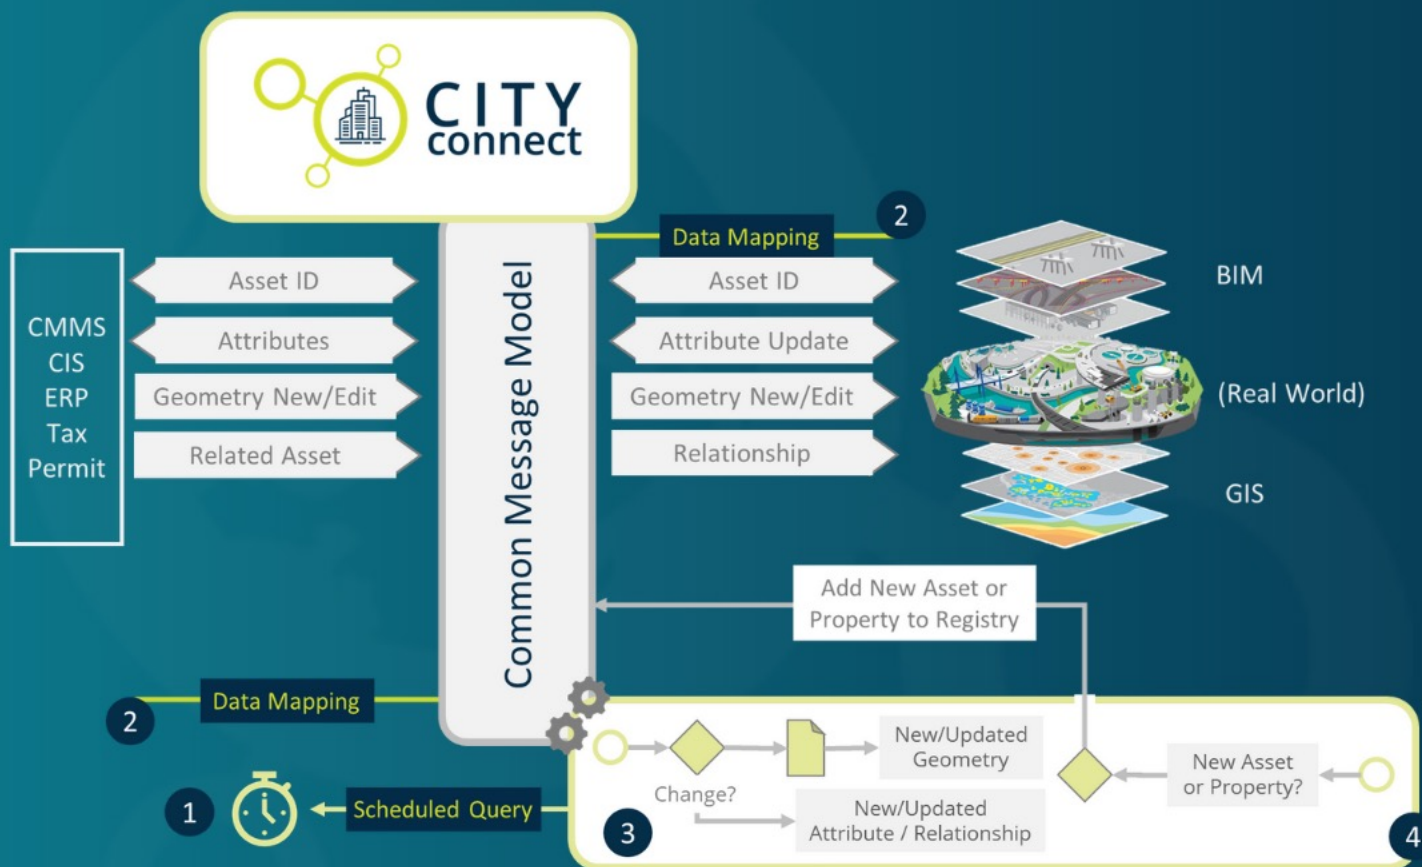 CITY
connect
2
Data Mapping
CMMS
CIS
ERP
Tax
Permit
Asset ID
Attributes
Geometry New/Edit
Related Asset
Common Message Model
Asset ID
Attribute Update
Geometry New/Edit
Relationship
BIM
(Real World)
GIS
Add New Asset or
Property to Registry
2
Data Mapping
1
Scheduled Query
3
Change?
New/Updated
Geometry
New/Updated
Attribute / Relationship
New Asset
or Property?
4